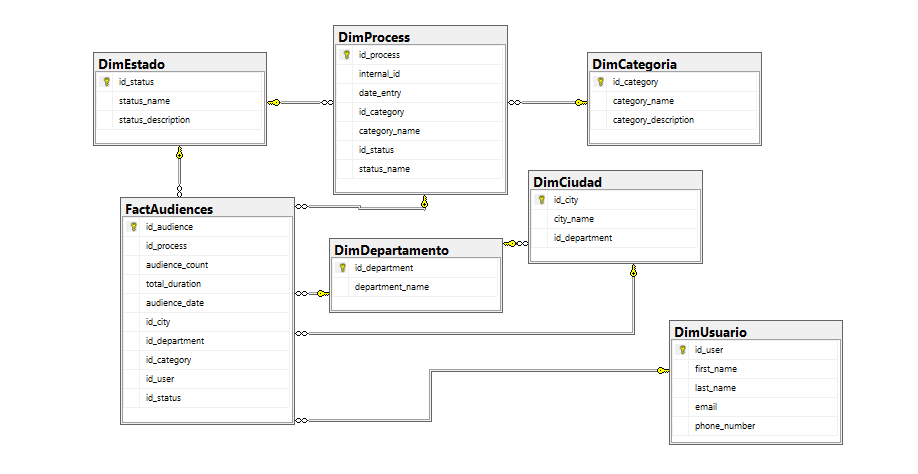 DimProcess
id_process
internal_id
date_entry
id_category
category_name
id_status
status_name
DimEstado
id_status
status_name
status_description
DimCategoria
id_category
category_name
category_description
DimCiudad
id_city
city_name
id_department
FactAudiences
id_audience
id_process
audience_count
total_duration
audience_date
id_city
id_department
id_category
id_user
id_status
DimDepartamento
id_department
department_name
DimUsuario
id_user
first_name
last_name
email
phone_number